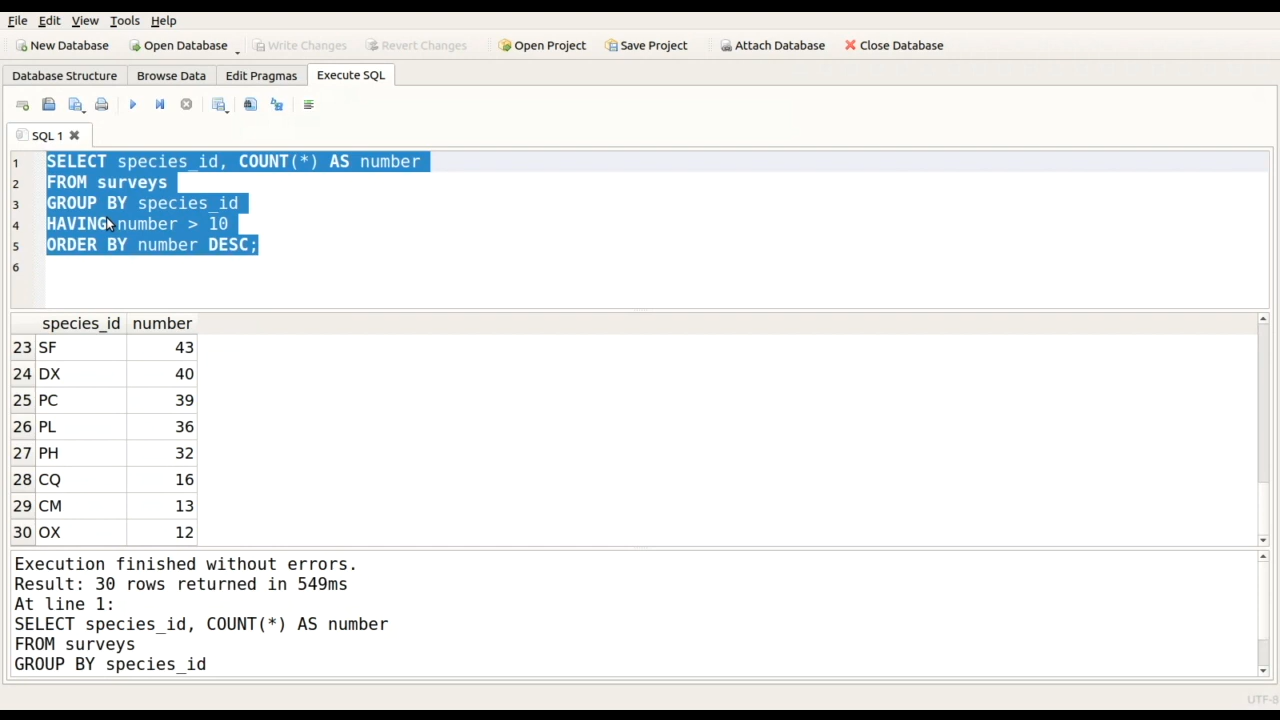 File Edit View Tools Help
New Database Open Database Write Changes Revert Changes Open Project Save Project Attach Database Close Database
Database Structure Browse Data Edit Pragmas Execute SQL
SQL 1
1 SELECT species_id, COUNT(*) AS number
2 FROM surveys
3 GROUP BY species_id
4 HAVING number > 10
5 ORDER BY number DESC;
6
species_id number
23 SF 43
24 DX 40
25 PC 39
26 PL 36
27 PH 32
28 CQ 16
29 CM 13
30 OX 12
Execution finished without errors.
Result: 30 rows returned in 549ms
At line 1:
SELECT species_id, COUNT(*) AS number
FROM surveys
GROUP BY species_id
UTF-8